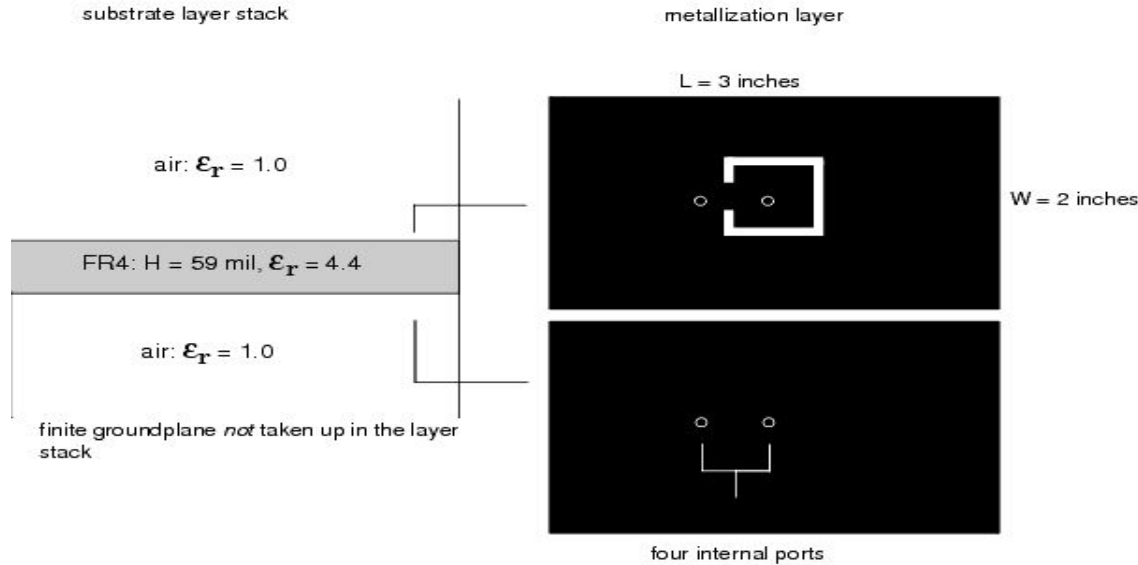 substrate layer stack
metallization layer
L = 3 inches
air: εr = 1.0
W = 2 inches
FR4: H = 59 mil, εr = 4.4
air: εr = 1.0
finite groundplane not taken up in the layer
stack
four internal ports